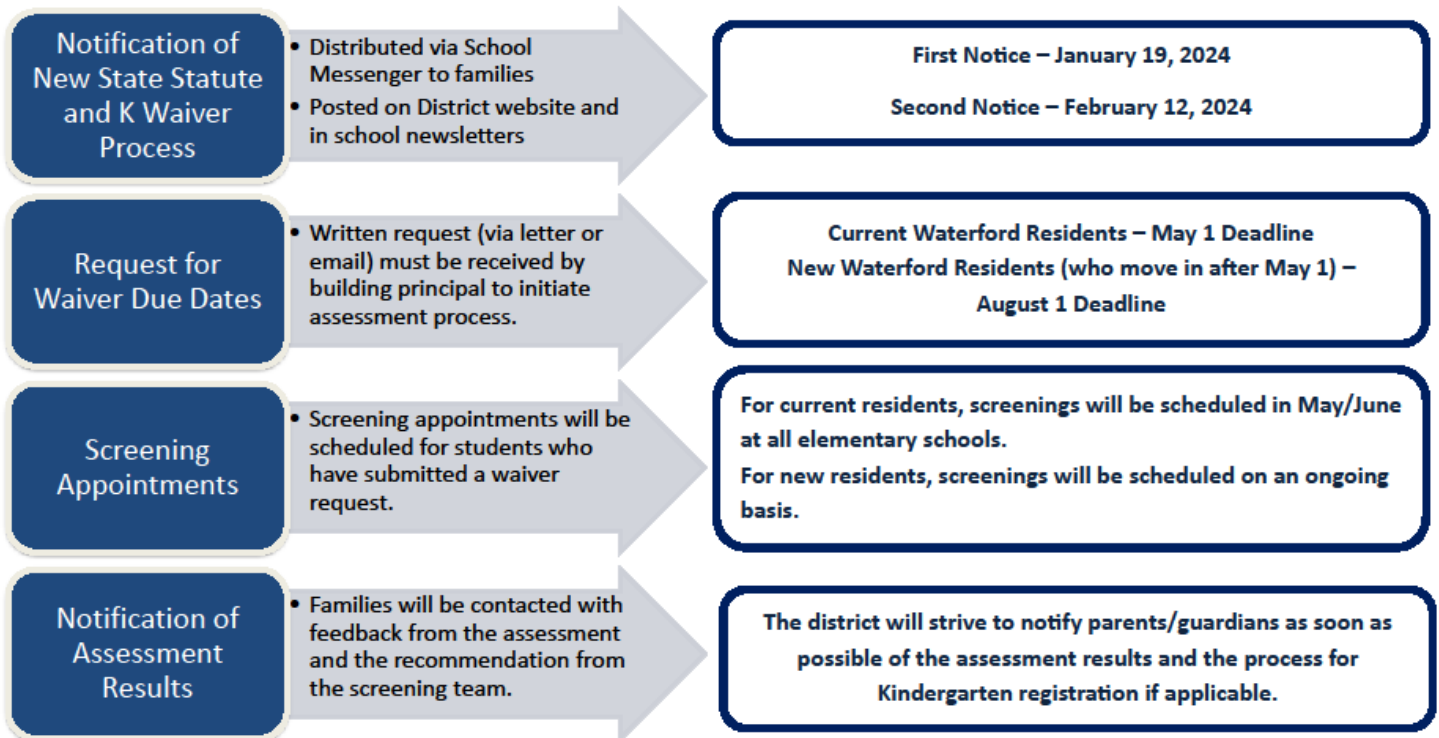 Notification of
New State Statute
and K Waiver
Process
• Distributed via School
Messenger to families
• Posted on District website and
in school newsletters
First Notice – January 19, 2024
Second Notice – February 12, 2024
Request for
Waiver Due Dates
• Written request (via letter or
email) must be received by
building principal to initiate
assessment process.
Current Waterford Residents – May 1 Deadline
New Waterford Residents (who move in after May 1) –
August 1 Deadline
Screening
Appointments
• Screening appointments will be
scheduled for students who
have submitted a waiver
request.
For current residents, screenings will be scheduled in May/June
at all elementary schools.
For new residents, screenings will be scheduled on an ongoing
basis.
Notification of
Assessment
Results
• Families will be contacted with
feedback from the assessment
and the recommendation from
the screening team.
The district will strive to notify parents/guardians as soon as
possible of the assessment results and the process for
Kindergarten registration if applicable.